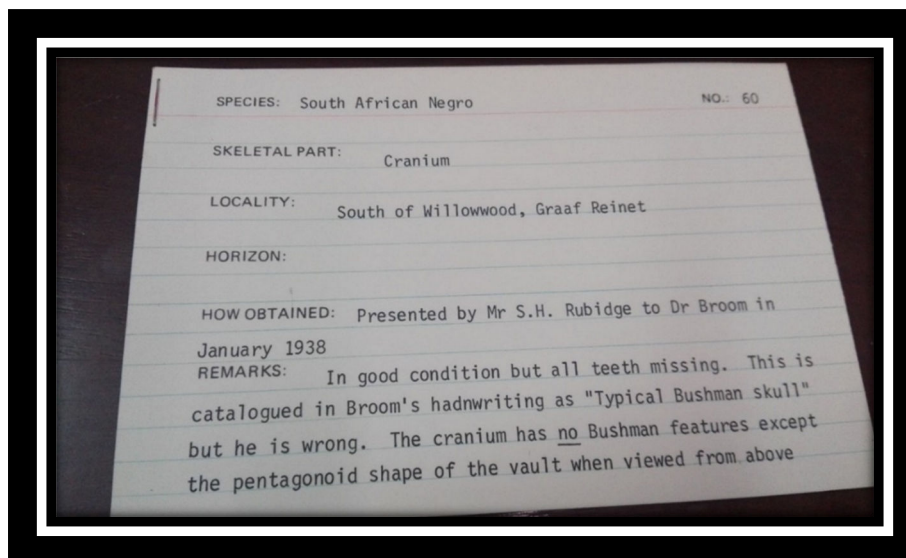 SPECIES: South African Negro NO.: 60
SKELETAL PART: Cranium
LOCALITY: South of Willowwood, Graaf Reinet
HORIZON:
HOW OBTAINED: Presented by Mr S.H. Rubidge to Dr Broom in
January 1938
REMARKS: In good condition but all teeth missing. This is
catalogued in Broom's hadnwriting as "Typical Bushman skull"
but he is wrong. The cranium has no Bushman features except
the pentagonoid shape of the vault when viewed from above